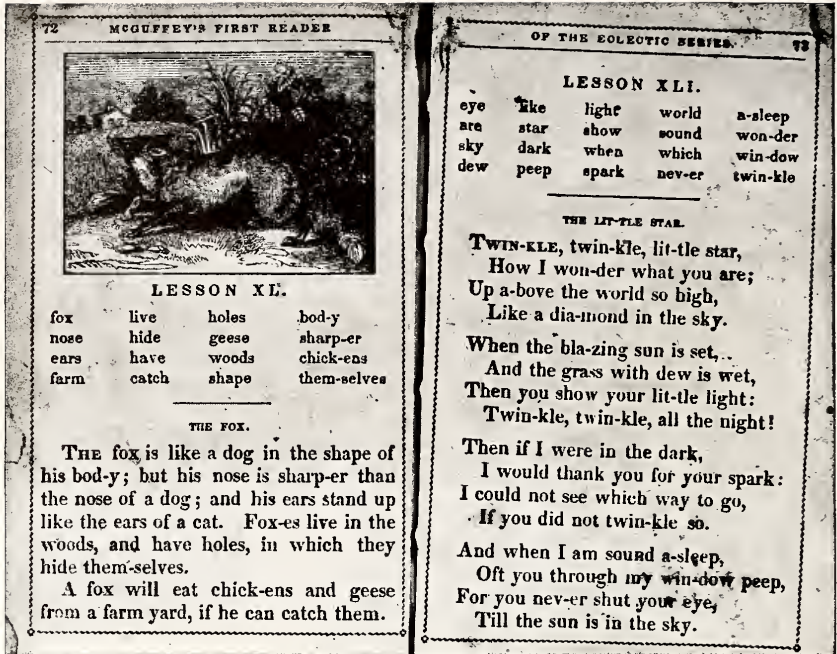 72 MCGUFFEY'S FIRST READER
LESSON XL.
fox live holes bod-y
nose hide geese sharp-er
ears have woods chick-ens
farm catch shape them-selves
THE FOX.
THE fox is like a dog in the shape of
his bod-y; but his nose is sharp-er than
the nose of a dog; and his ears stand up
like the ears of a cat. Fox-es live in the
woods, and have holes, in which they
hide them-selves.
A fox will eat chick-ens and geese
from a farm yard, if he can catch them.
OF THE ECLECTIC SERIES. 73
LESSON XLI.
eye like light world a-sleep
are star show sound won-der
sky dark when which win-dow
dew peep spark nev-er twin-kle
THE LIT-TLE STAR.
TWIN-KLE, twin-kle, lit-tle star,
How I won-der what you are;
Up a-bove the world so high,
Like a dia-mond in the sky.
When the bla-zing sun is set,
And the grass with dew is wet,
Then you show your lit-tle light:
Twin-kle, twin-kle, all the night!
Then if I were in the dark,
I would thank you for your spark:
I could not see which way to go,
If you did not twin-kle so.
And when I am sound a-sleep,
Oft you through my win-dow peep,
For you nev-er shut your eye,
Till the sun is in the sky.